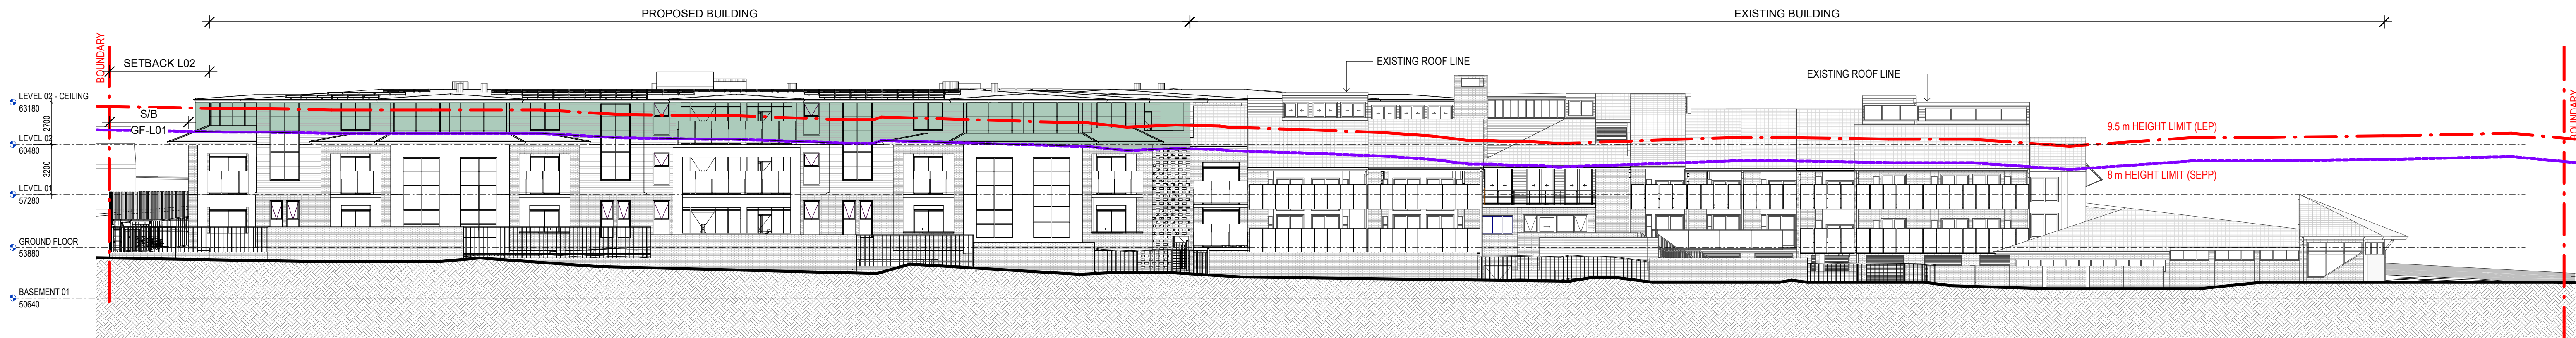 PROPOSED BUILDING
EXISTING BUILDING
BOUNDARY
SETBACK L02
EXISTING ROOF LINE
EXISTING ROOF LINE
BOUNDARY
LEVEL 02 - CEILING
63180
S/B
GF-L01
2700
LEVEL 02
60480
9.5 m HEIGHT LIMIT (LEP)
3200
8 m HEIGHT LIMIT (SEPP)
LEVEL 01
57280
GROUND FLOOR
53880
BASEMENT 01
50640